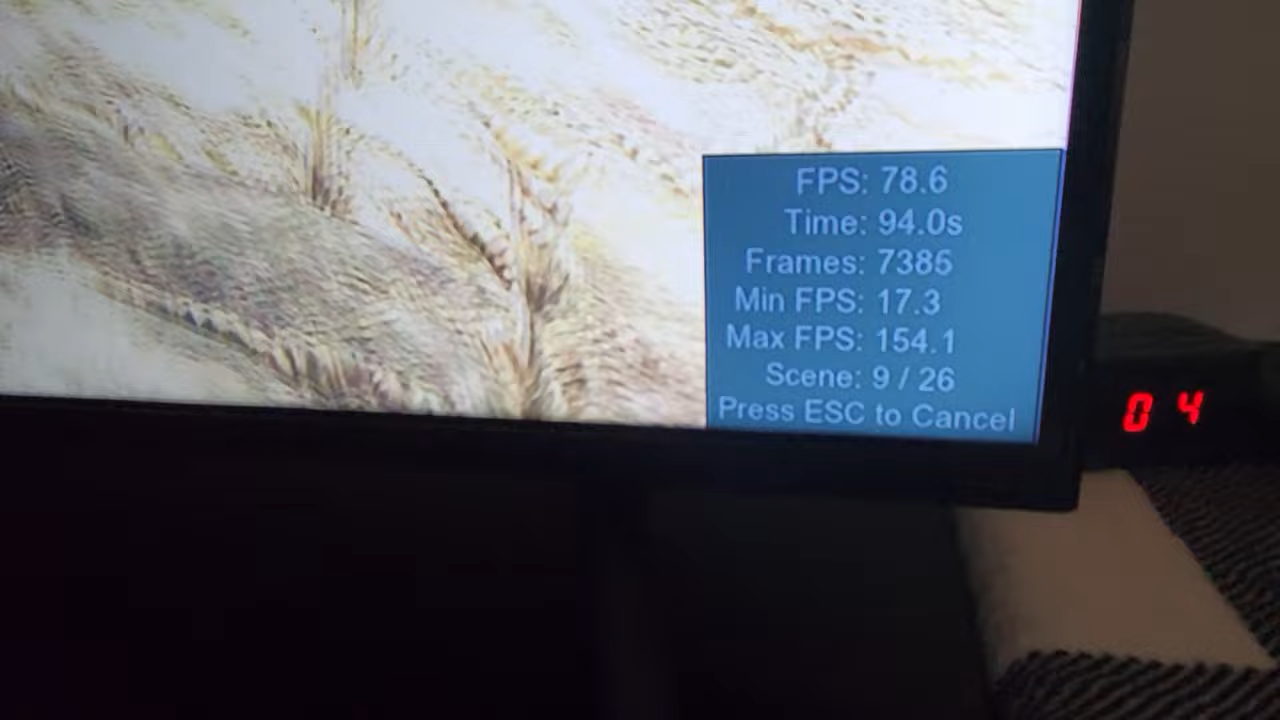 FPS: 78.6
Time: 94.0s
Frames: 7385
Min FPS: 17.3
Max FPS: 154.1
Scene: 9 / 26
Press ESC to Cancel
04